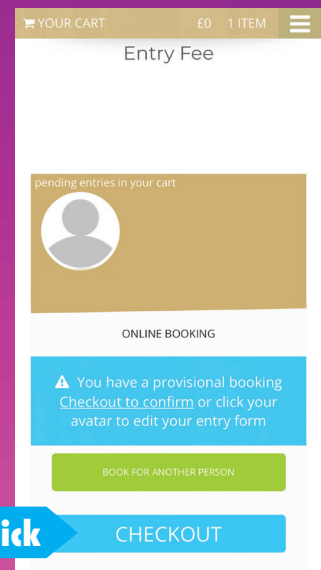 YOUR CART £0 1 ITEM
Entry Fee
pending entries in your cart
ONLINE BOOKING
You have a provisional booking
Checkout to confirm or click your
avatar to edit your entry form
BOOK FOR ANOTHER PERSON
CHECKOUT